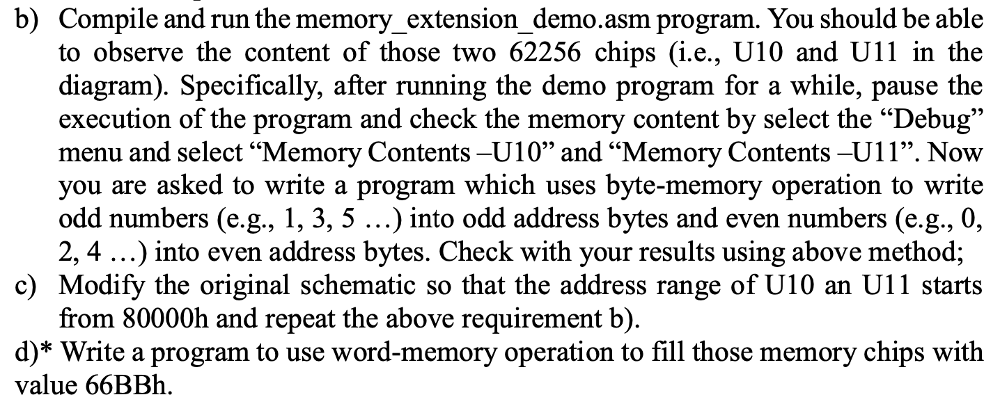 b) Compile and run the memory_extension_demo.asm program. You should be able
to observe the content of those two 62256 chips (i.e., U10 and U11 in the
diagram). Specifically, after running the demo program for a while, pause the
execution of the program and check the memory content by select the “Debug”
menu and select “Memory Contents –U10” and “Memory Contents –U11”. Now
you are asked to write a program which uses byte-memory operation to write
odd numbers (e.g., 1, 3, 5 …) into odd address bytes and even numbers (e.g., 0,
2, 4 …) into even address bytes. Check with your results using above method;
c) Modify the original schematic so that the address range of U10 an U11 starts
from 80000h and repeat the above requirement b).
d)* Write a program to use word-memory operation to fill those memory chips with
value 66BBh.